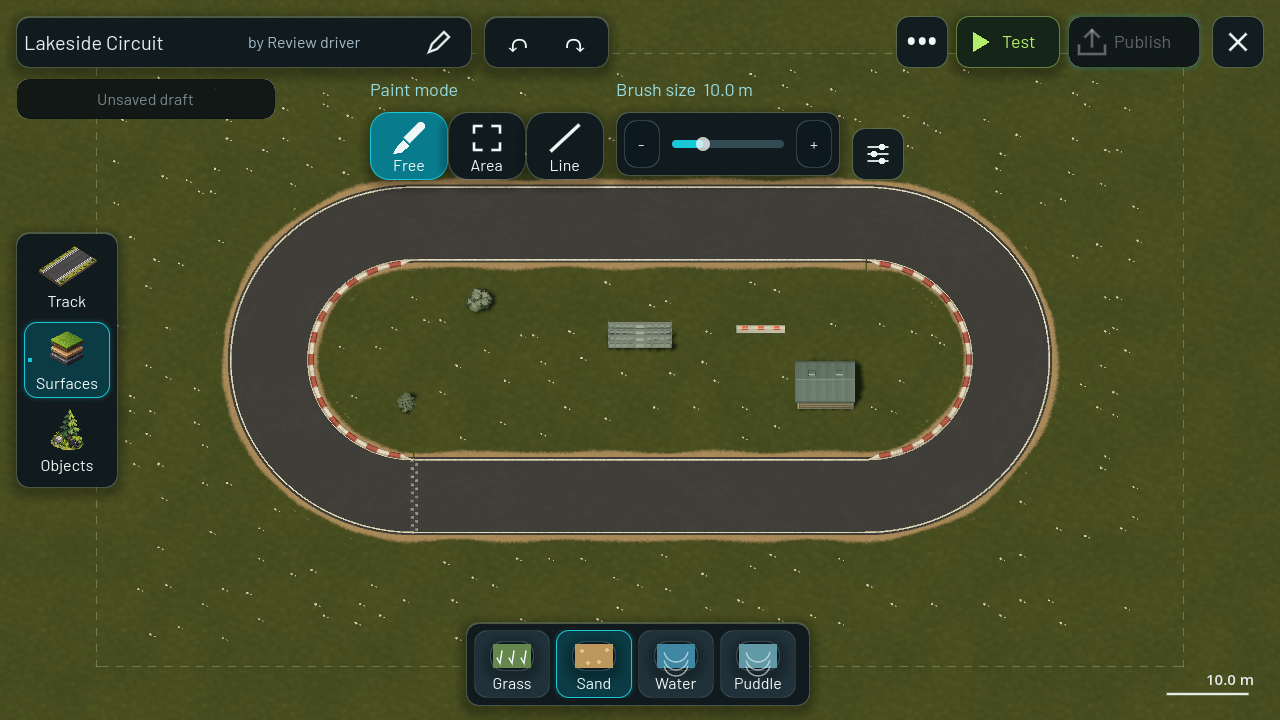 Lakeside Circuit
by Review driver
Test
Publish
Unsaved draft
Paint mode
Brush size 10.0 m
Free
Area
Line
-
+
Track
Surfaces
Objects
Grass
Sand
Water
Puddle
10.0 m